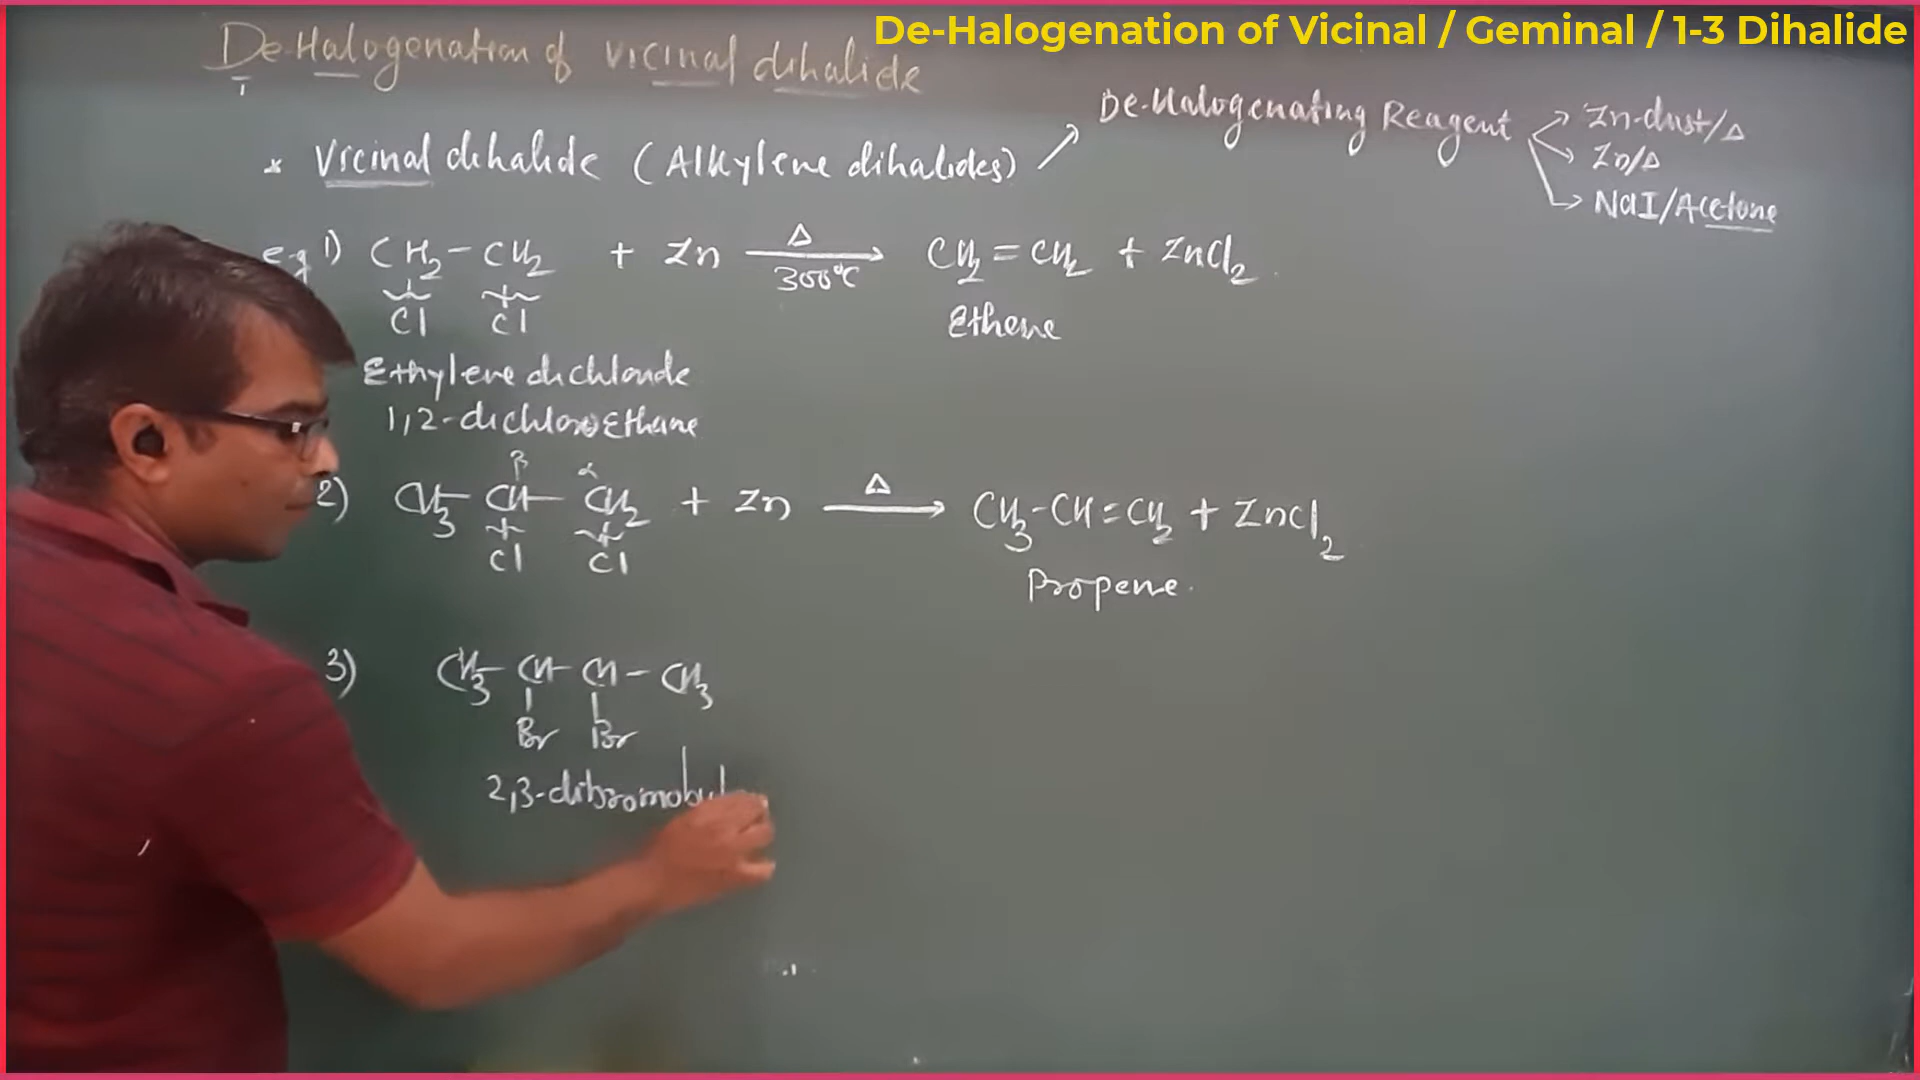 De-Halogenation of Vicinal / Geminal / 1-3 Dihalide
De-Halogenation of vicinal dihalide
De-Halogenating Reagent
Zn-dust/Δ
Zn/Δ
NaI/Acetone
* Vicinal dihalide (Alkylene dihalides)
eg 1) CH2-CH2 + Zn Δ 300°C CH2=CH2 + ZnCl2
Cl Cl
Ethene
Ethylene dichloride
1,2-dichloroEthane
β α
2) CH3-CH-CH2 + Zn Δ CH3-CH=CH2 + ZnCl2
Cl Cl
Propene
3) CH3-CH-CH-CH3
Br Br
2,3-dibromobut